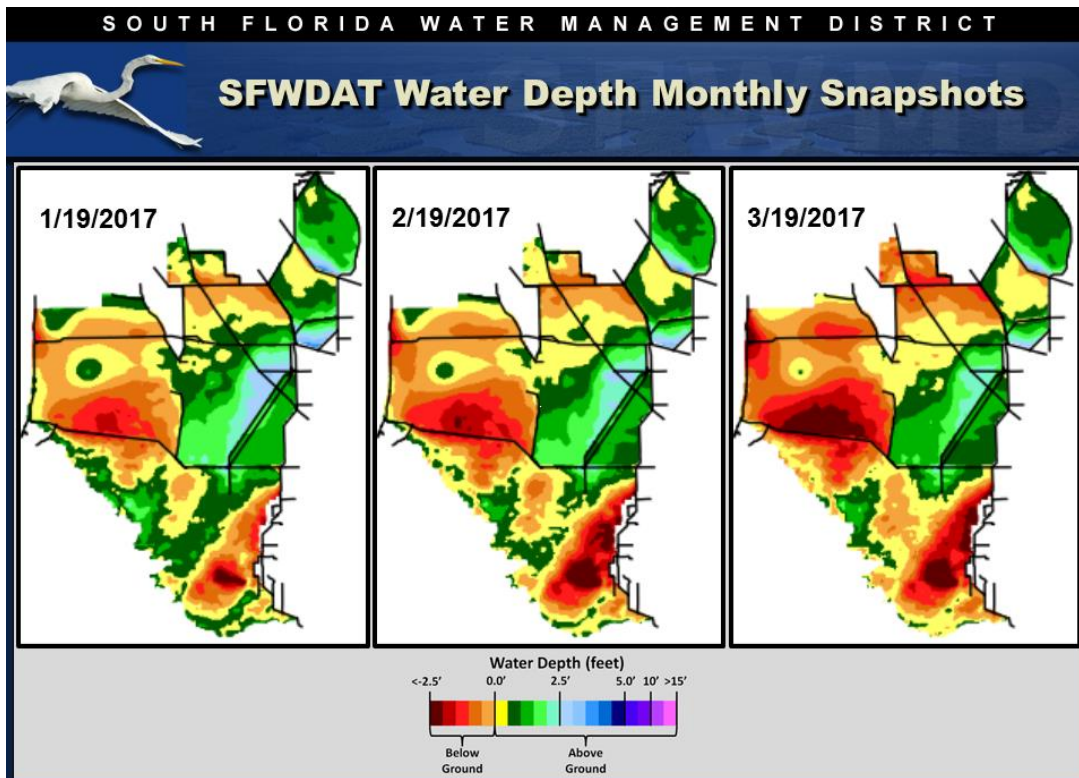 SOUTH FLORIDA WATER MANAGEMENT DISTRICT
SFWDAT Water Depth Monthly Snapshots
1/19/2017
2/19/2017
3/19/2017
Water Depth (feet)
<-2.5' 0.0' 2.5' 5.0' 10' >15'
Below Ground
Above Ground